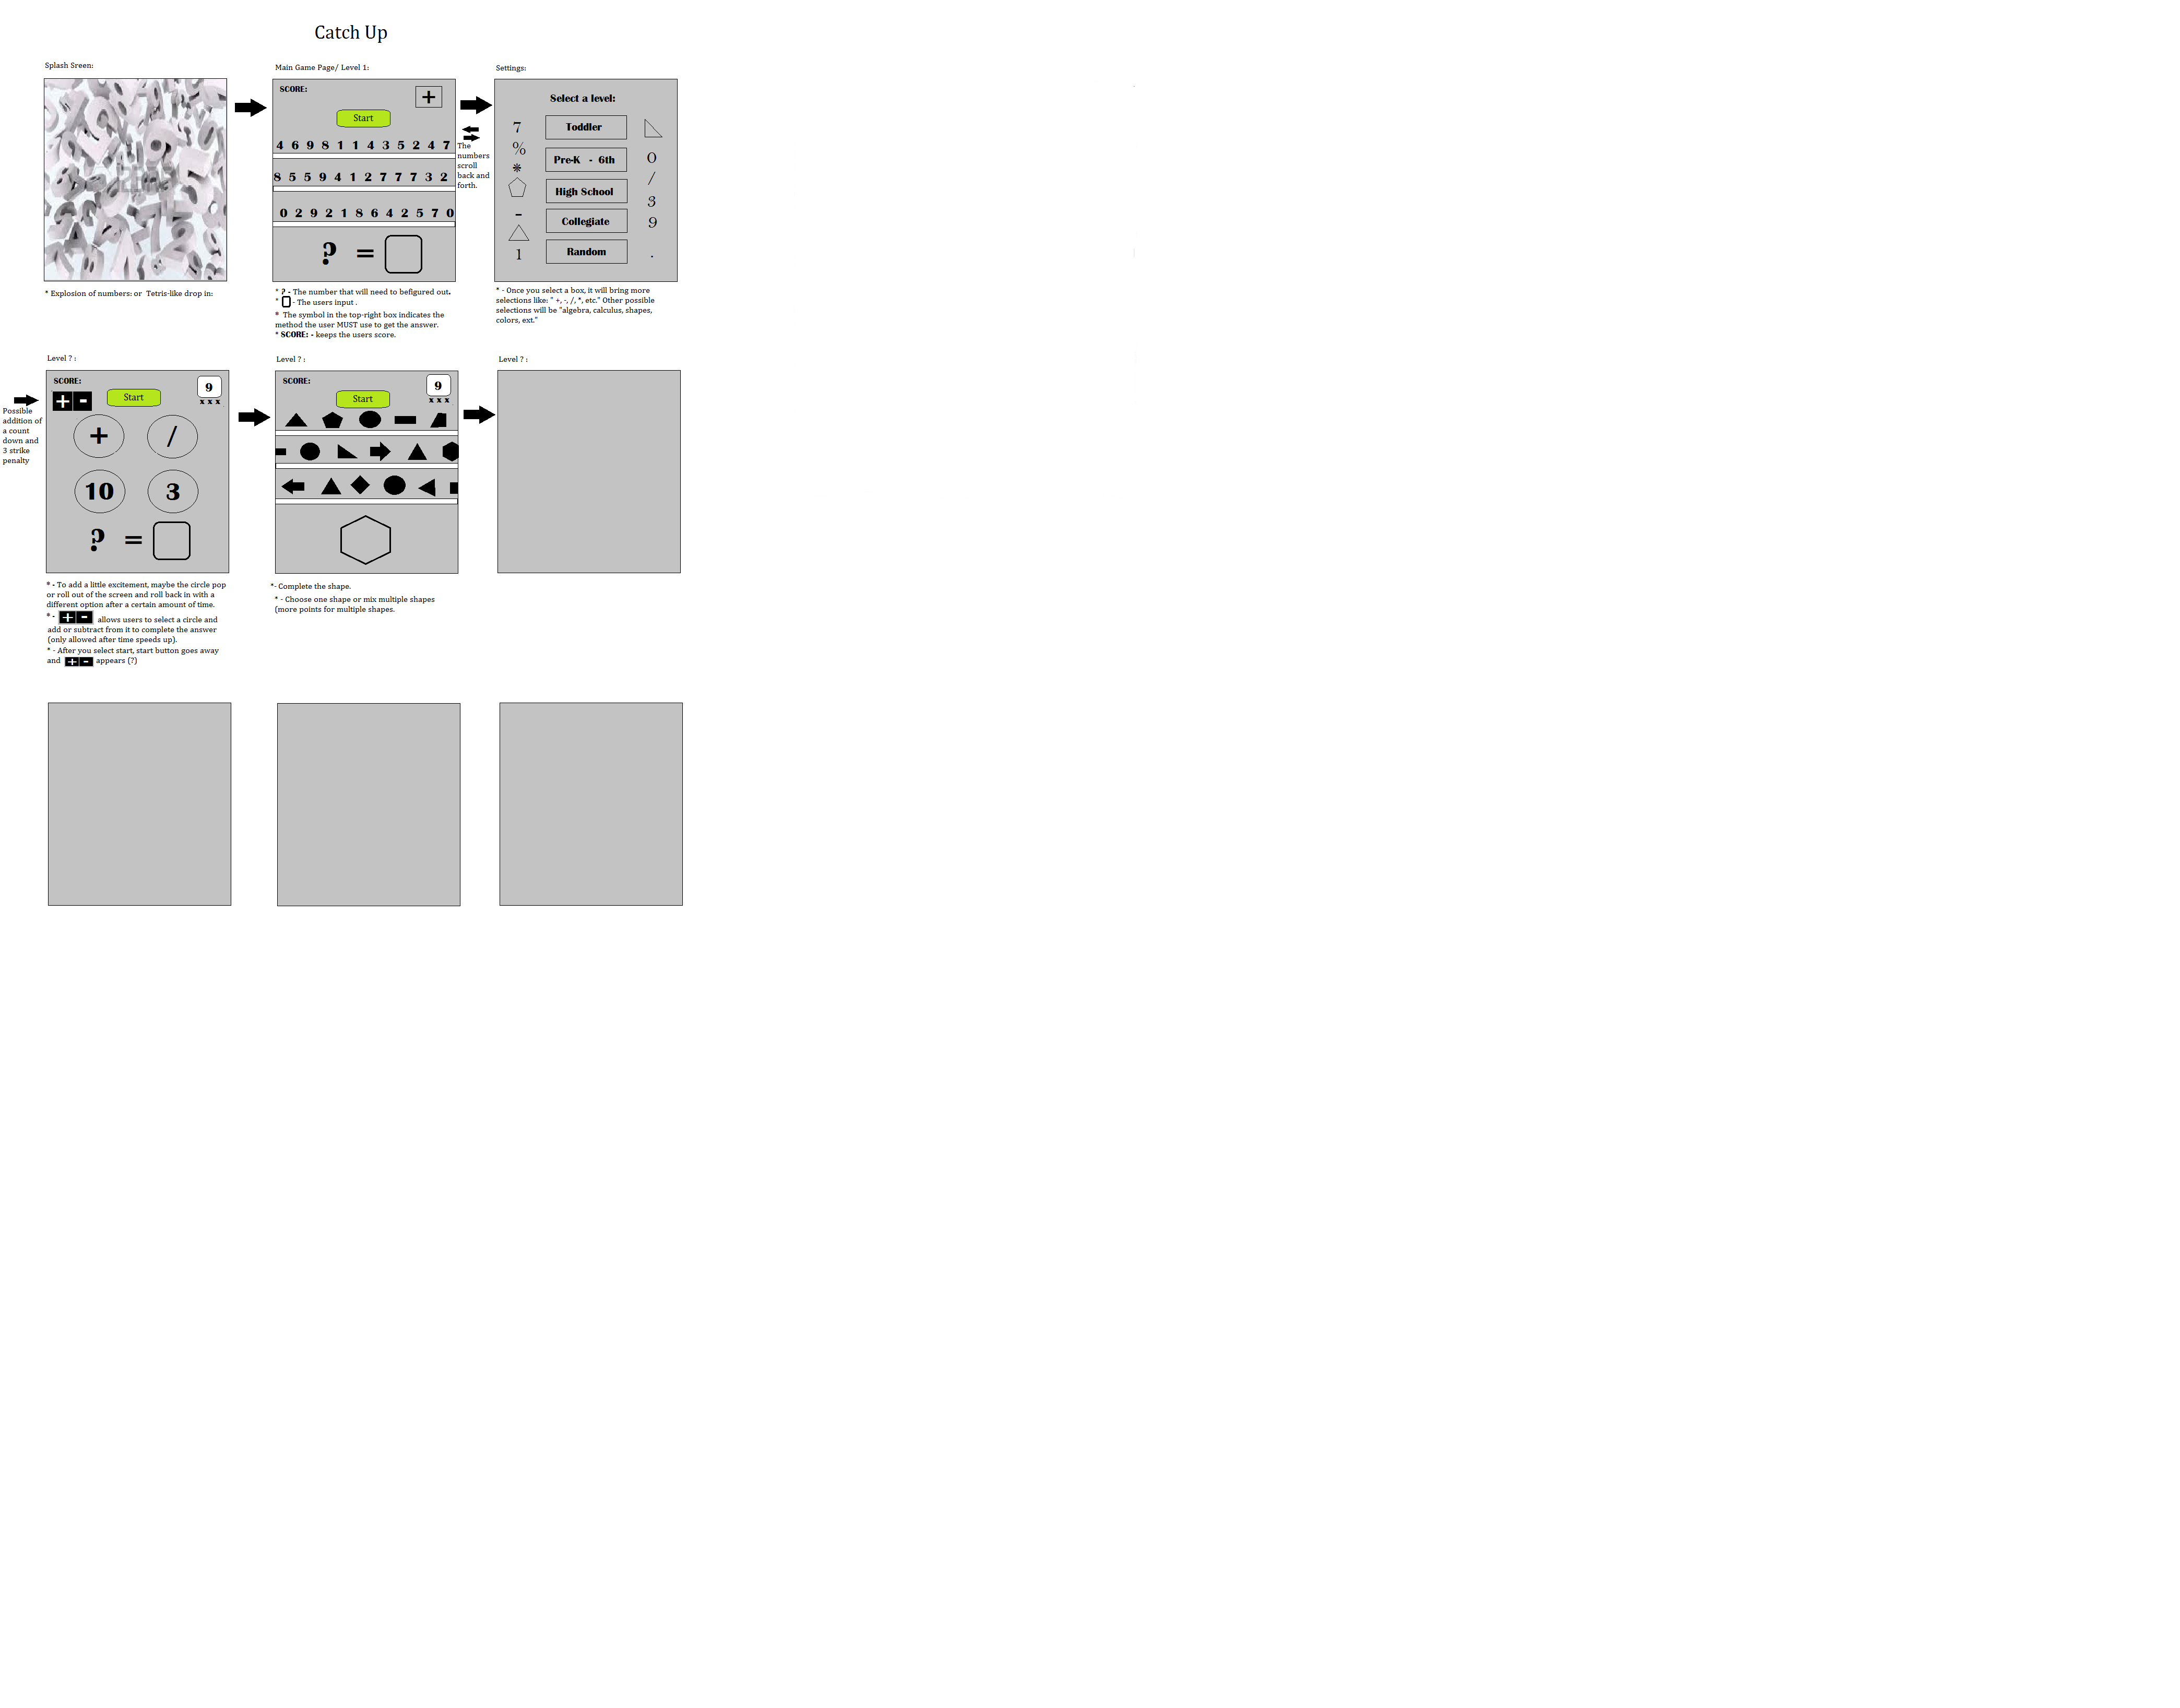 Catch Up
Splash Sreen:
* Explosion of numbers: or Tetris-like drop in:
Main Game Page/ Level 1:
SCORE:
+
Start
4 6 9 8 1 1 4 3 5 2 4 7
8 5 5 9 4 1 2 7 7 7 3 2
0 2 9 2 1 8 6 4 2 5 7 0
? =
The
numbers
scroll
back and
forth.
* ? - The number that will need to befigured out.
* - The users input .
* The symbol in the top-right box indicates the
method the user MUST use to get the answer.
* SCORE: - keeps the users score.
Settings:
Select a level:
7
%
*
-
1
Toddler
Pre-K - 6th
High School
Collegiate
Random
0
/
3
9
.
* - Once you select a box, it will bring more
selections like: " +, -, /, *, etc." Other possible
selections will be "algebra, calculus, shapes,
colors, ext."
Possible
addition of
a count
down and
3 strike
penalty
Level ? :
SCORE:
9
+ -
Start
x x x
+ /
10 3
? =
* - To add a little excitement, maybe the circle pop
or roll out of the screen and roll back in with a
different option after a certain amount of time.
* - + - allows users to select a circle and
add or subtract from it to complete the answer
(only allowed after time speeds up).
* - After you select start, start button goes away
and + - appears (?)
Level ? :
SCORE:
9
Start
x x x
*- Complete the shape.
* - Choose one shape or mix multiple shapes
(more points for multiple shapes.
Level ? :